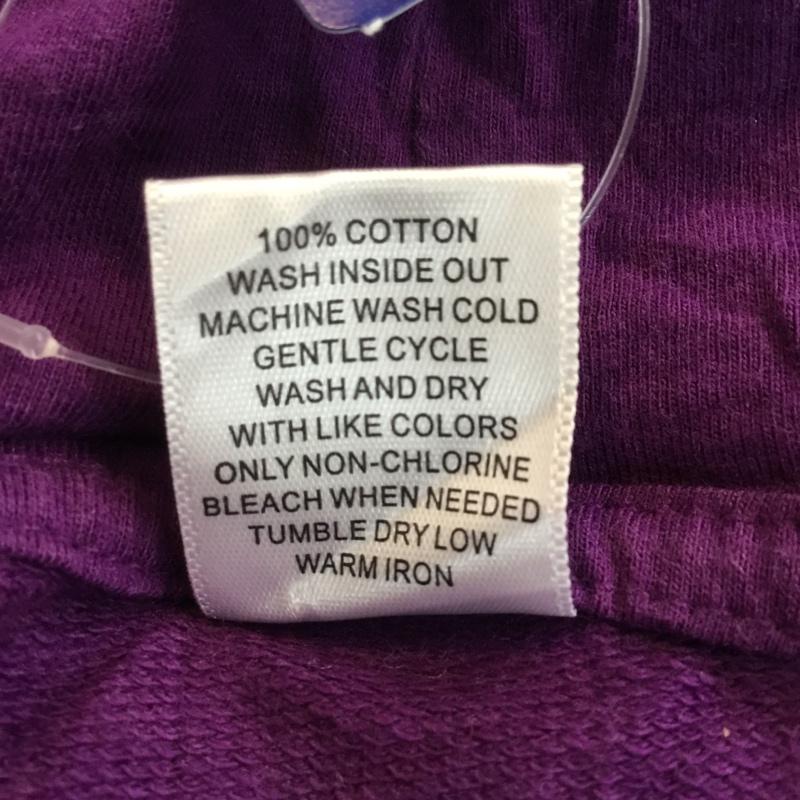 100% COTTON
WASH INSIDE OUT
MACHINE WASH COLD
GENTLE CYCLE
WASH AND DRY
WITH LIKE COLORS
ONLY NON-CHLORINE
BLEACH WHEN NEEDED
TUMBLE DRY LOW
WARM IRON